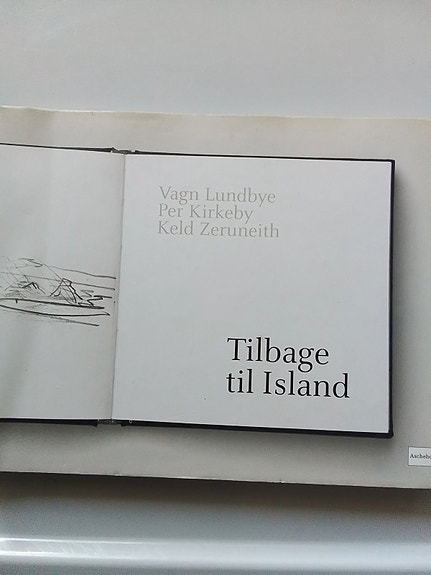 Vagn Lundbye
Per Kirkeby
Keld Zeruneith
Tilbage
til Island